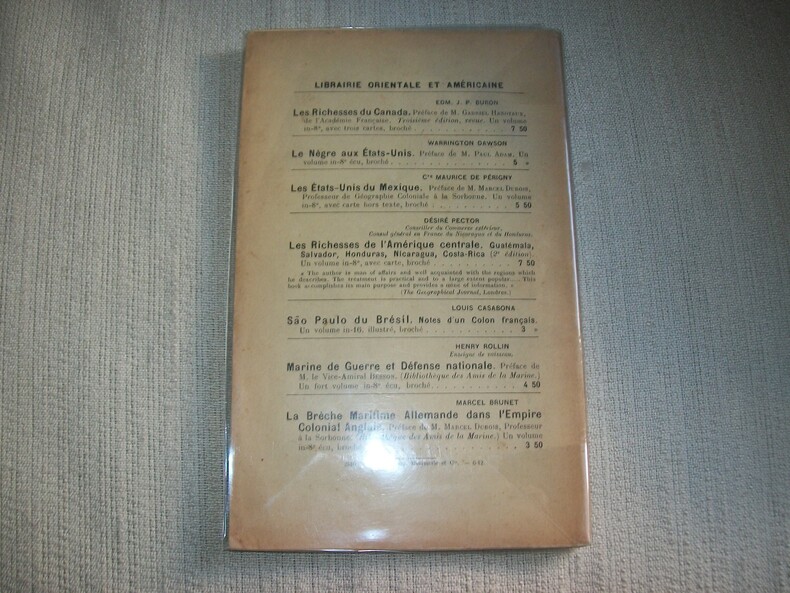 LIBRAIRIE ORIENTALE ET AMÉRICAINE
EDM. J. P. BURON
Les Richesses du Canada. Préface de M. Gabriel Hanotaux,
de l'Académie Française. Troisième édition, revue. Un volume
in-8°, avec trois cartes, broché . . . . . . . . . . 7 50
WARRINGTON DAWSON
Le Nègre aux États-Unis. Préface de M. Paul Adam. Un
volume in-8° écu, broché . . . . . . . . . . 5 »
Cte MAURICE DE PÉRIGNY
Les États-Unis du Mexique. Préface de M. Marcel Dubois,
Professeur de Géographie Coloniale à la Sorbonne. Un volume
in-8°, avec carte hors texte, broché . . . . . . . . . . 5 50
DÉSIRÉ PECTOR
Conseiller du Commerce extérieur,
Consul général en France du Nicaragua et du Honduras.
Les Richesses de l'Amérique centrale. Guatémala,
Salvador, Honduras, Nicaragua, Costa-Rica (2e édition).
Un volume in-8°, avec carte, broché . . . . . . . . . . 7 50
« The author is man of affairs and well acquainted with the regions which
he describes. The treatment is practical and to a large extent popular.... This
book accomplishes its main purpose and provides a mine of information. »
(The Geographical Journal, Londres.)
LOUIS CASABONA
São Paulo du Brésil. Notes d'un Colon français.
Un volume in-16, illustré, broché . . . . . . . . . . 3 »
HENRY ROLLIN
Enseigne de vaisseau.
Marine de Guerre et Défense nationale. Préface de
M. le Vice-Amiral Besson. (Bibliothèque des Amis de la Marine.)
Un fort volume in-8° écu, broché . . . . . . . . . . 4 50
MARCEL BRUNET
La Brèche Maritime Allemande dans l'Empire
Colonial Anglais. Préface de M. Marcel Dubois, Professeur
à la Sorbonne. des Amis de la Marine.) Un volume
in-8° écu, . . . . . . . . . . 3 50
et Cie